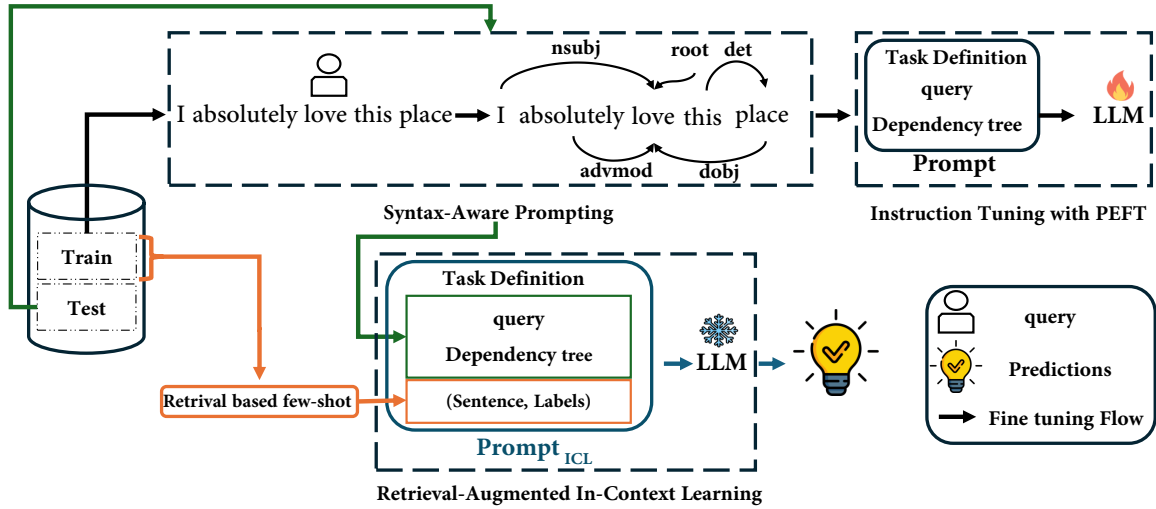 nsubj
root
det
I absolutely love this place
I absolutely love this place
advmod
dobj
Syntax-Aware Prompting
Task Definition
query
Dependency tree
Prompt
LLM
Instruction Tuning with PEFT
Train
Test
Retrival based few-shot
Task Definition
query
Dependency tree
(Sentence, Labels)
Prompt ICL
LLM
Retrieval-Augmented In-Context Learning
query
Predictions
Fine tuning Flow